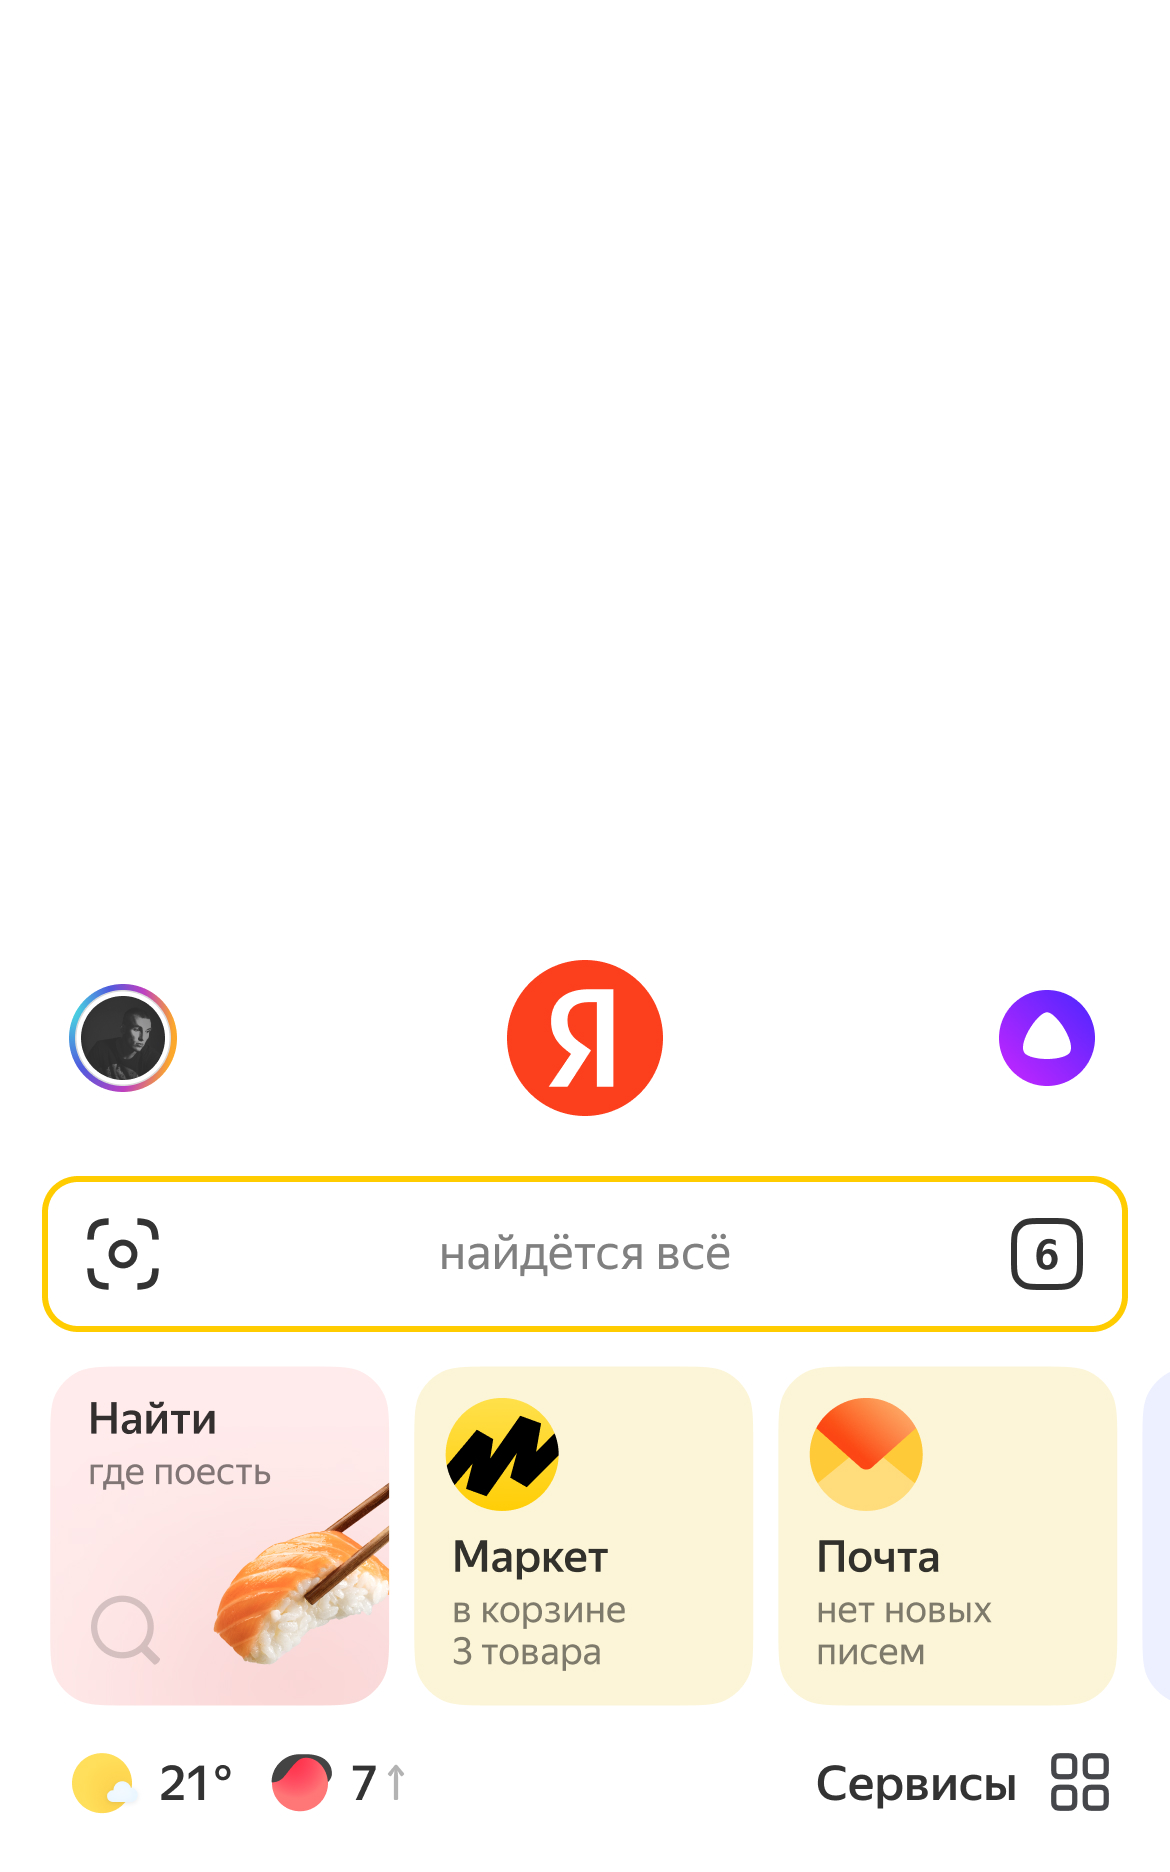 Я
найдётся всё
6
Найти
где поесть
Маркет
в корзине
3 товара
Почта
нет новых
писем
21° 7↑ Сервисы